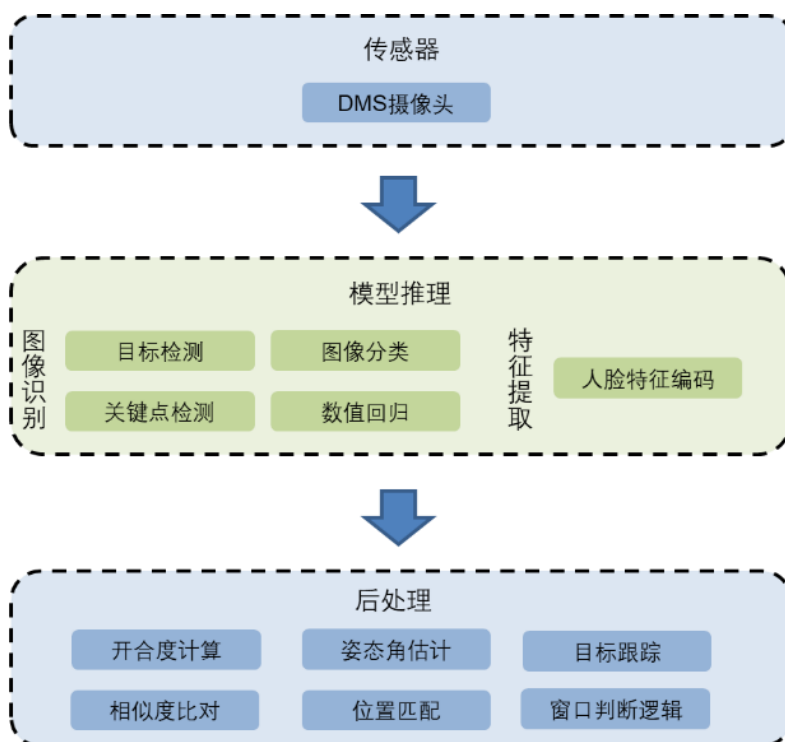 传感器
DMS摄像头
模型推理
图像识别
目标检测
图像分类
关键点检测
数值回归
特征提取
人脸特征编码
后处理
开合度计算
姿态角估计
目标跟踪
相似度比对
位置匹配
窗口判断逻辑